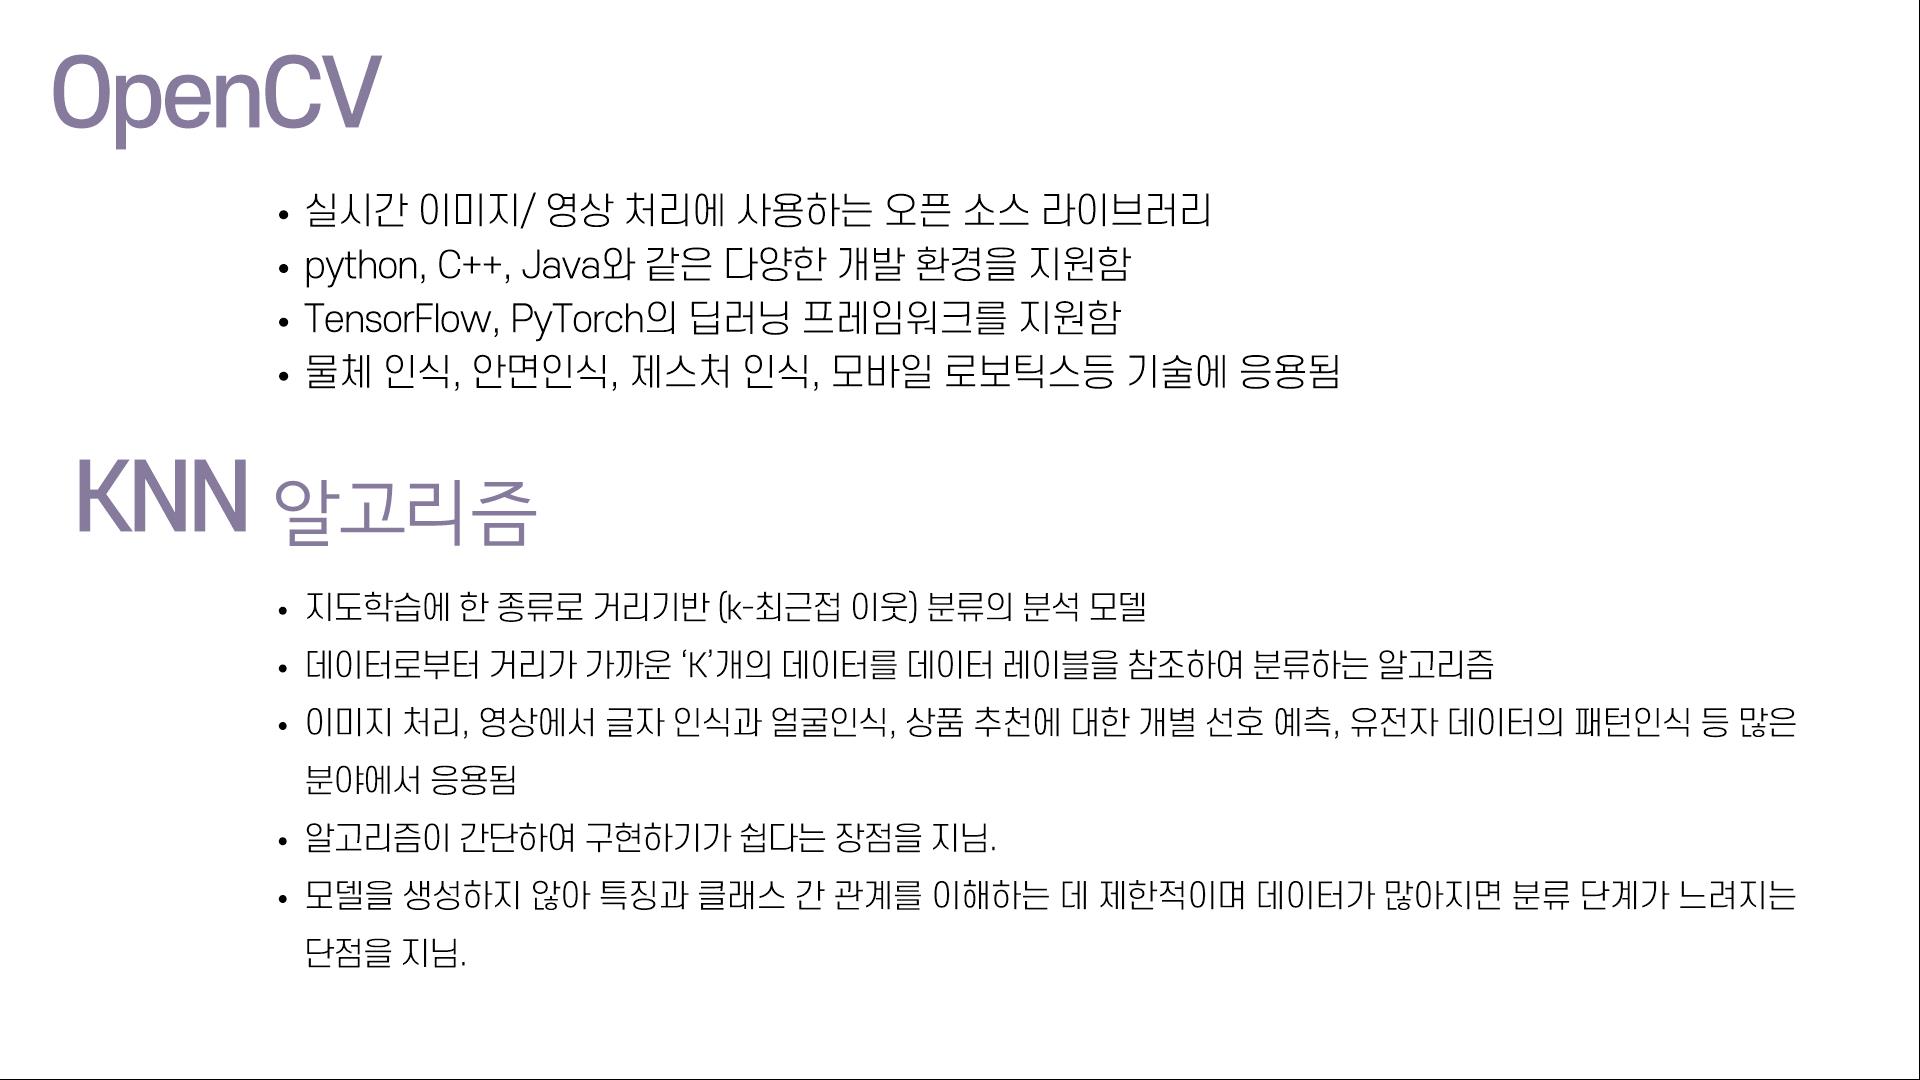 OpenCV
• 실시간 이미지/ 영상 처리에 사용하는 오픈 소스 라이브러리
• python, C++, Java와 같은 다양한 개발 환경을 지원함
• TensorFlow, PyTorch의 딥러닝 프레임워크를 지원함
• 물체 인식, 안면인식, 제스처 인식, 모바일 로보틱스등 기술에 응용됨
KNN 알고리즘
• 지도학습에 한 종류로 거리기반 (k-최근접 이웃) 분류의 분석 모델
• 데이터로부터 거리가 가까운 ‘K’개의 데이터를 데이터 레이블을 참조하여 분류하는 알고리즘
• 이미지 처리, 영상에서 글자 인식과 얼굴인식, 상품 추천에 대한 개별 선호 예측, 유전자 데이터의 패턴인식 등 많은
분야에서 응용됨
• 알고리즘이 간단하여 구현하기가 쉽다는 장점을 지님.
• 모델을 생성하지 않아 특징과 클래스 간 관계를 이해하는 데 제한적이며 데이터가 많아지면 분류 단계가 느려지는
단점을 지님.